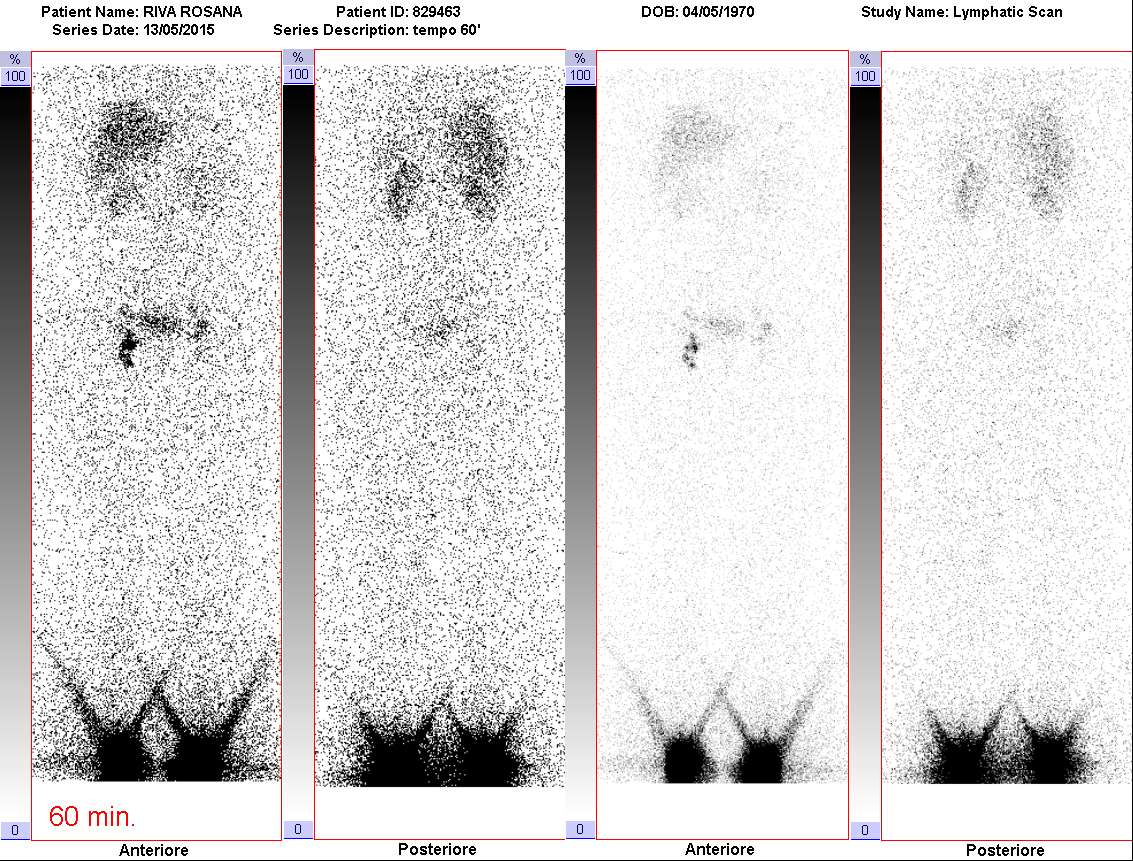 Patient Name: RIVA ROSANA Patient ID: 829463 DOB: 04/05/1970 Study Name: Lymphatic Scan
Series Date: 13/05/2015 Series Description: tempo 60'
% % % %
100 100 100 100
60 min.
0 0 0 0
Anteriore Posteriore Anteriore Posteriore